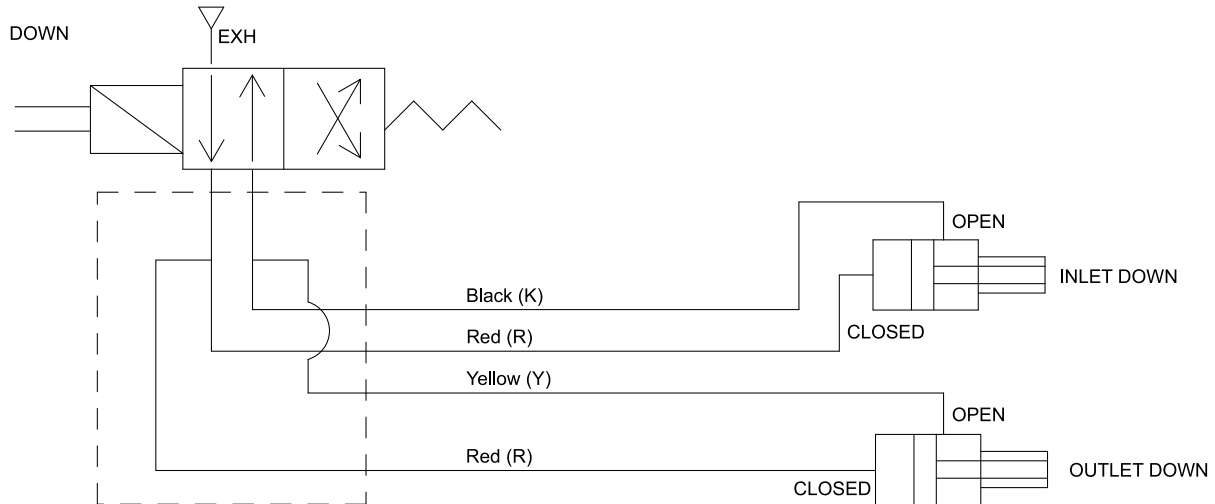 DOWN
EXH
OPEN
INLET DOWN
Black (K)
CLOSED
Red (R)
Yellow (Y)
OPEN
Red (R)
OUTLET DOWN
CLOSED